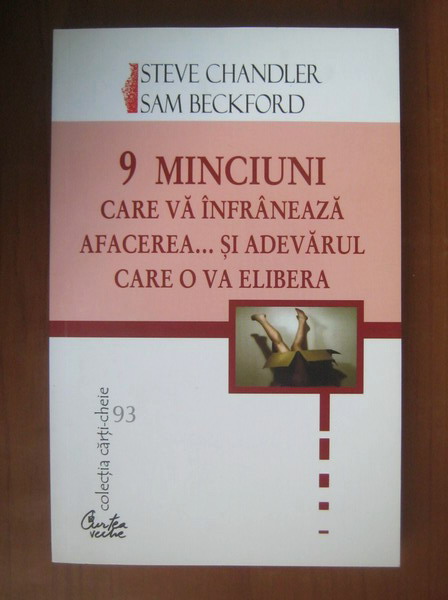 STEVE CHANDLER
SAM BECKFORD
9 MINCIUNI
CARE VĂ ÎNFRÂNEAZĂ
AFACEREA... ȘI ADEVĂRUL
CARE O VA ELIBERA
colecția cărți-cheie 93
Curtea
veche